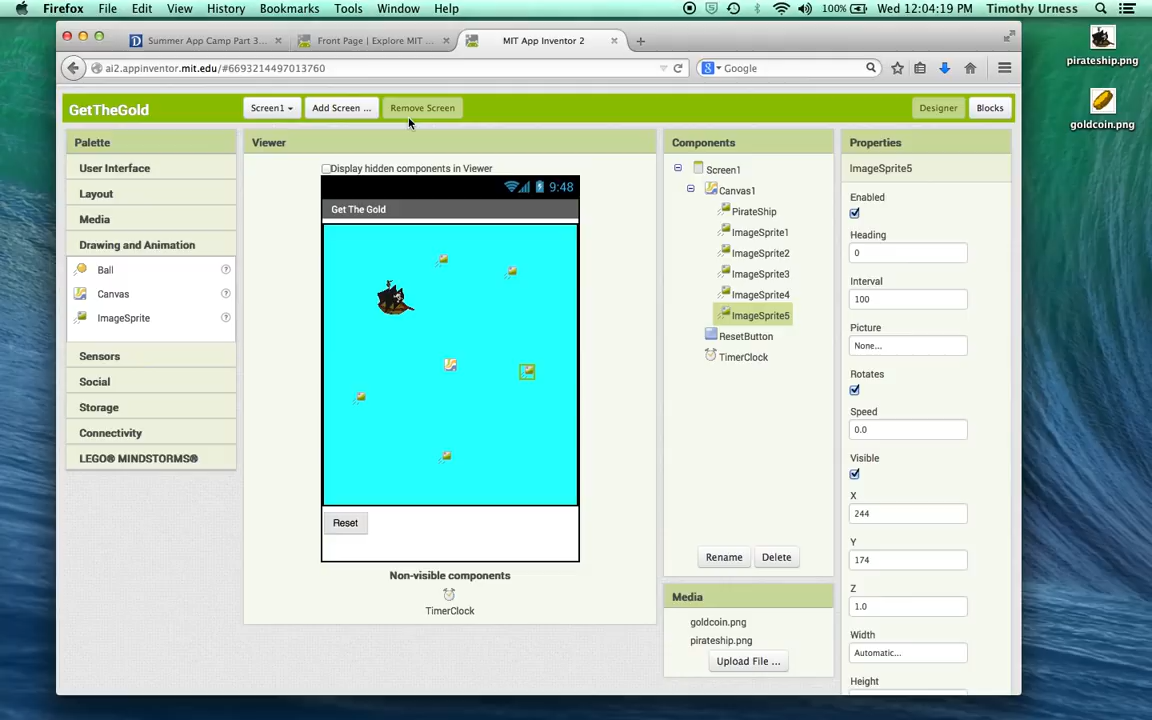 Firefox File Edit View History Bookmarks Tools Window Help 5 100% Wed 12:04:19 Timothy Urness
Summer App Camp Part 3... × Front Page | Explore MIT ... × MIT App Inventor 2 × +
ai2.appinventor.mit.edu/#6693214497013760 Google
GetTheGold Screen1 Add Screen ... Remove Screen Designer Blocks
Palette
User Interface
Layout
Media
Drawing and Animation
Ball ?
Canvas ?
ImageSprite ?
Sensors
Social
Storage
Connectivity
LEGO® MINDSTORMS®
Viewer
Display hidden components in Viewer
9:48
Get The Gold
Reset
Non-visible components
TimerClock
Components
Screen1
Canvas1
PirateShip
ImageSprite1
ImageSprite2
ImageSprite3
ImageSprite4
ImageSprite5
ResetButton
TimerClock
Rename Delete
Media
goldcoin.png
pirateship.png
Upload File ...
Properties
ImageSprite5
Enabled
Heading
0
Interval
100
Picture
None...
Rotates
Speed
0.0
Visible
X
244
Y
174
Z
1.0
Width
Automatic...
Height
pirateship.png
goldcoin.png